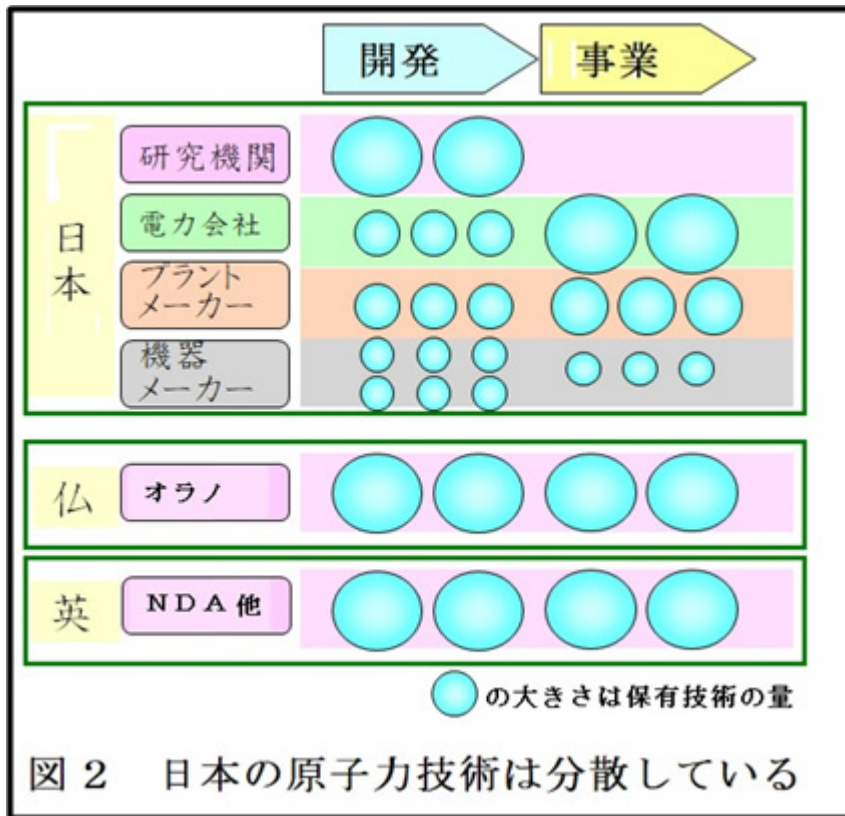 開発
事業
日本
研究機関
電力会社
プラント
メーカー
機器
メーカー
仏
オラノ
英
ＮＤＡ他
の大きさは保有技術の量
図２　日本の原子力技術は分散している